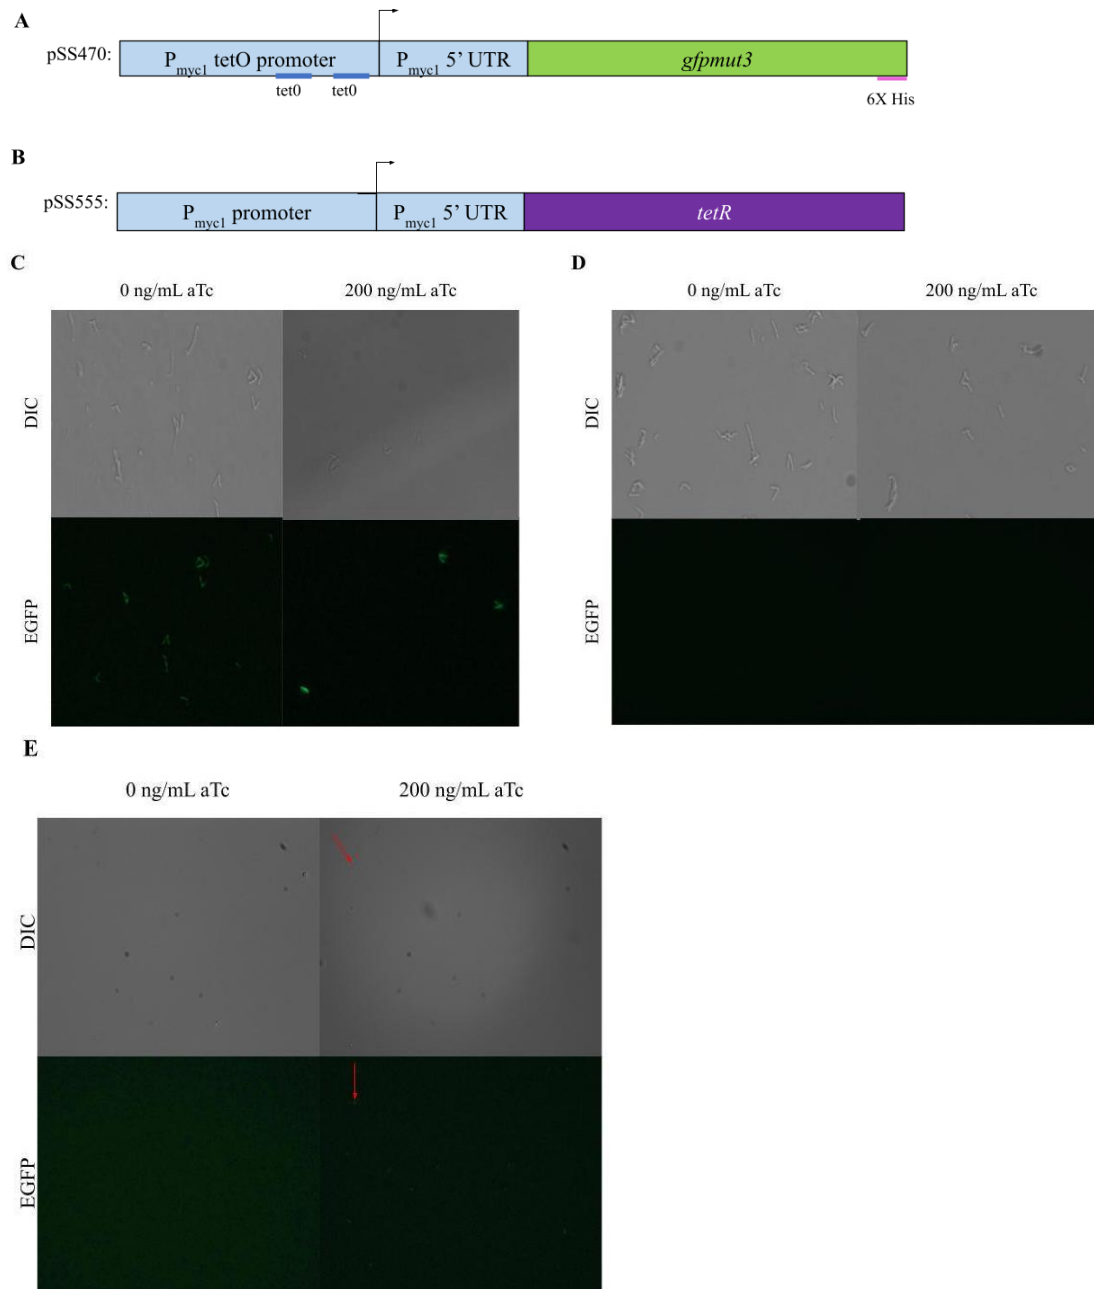 A
pSS470:
Pmyc1 tetO promoter
Pmyc1 5' UTR
gfpmut3
tet0
tet0
6X His
B
pSS555:
Pmyc1 promoter
Pmyc1 5' UTR
tetR
C
0 ng/mL aTc
200 ng/mL aTc
DIC
EGFP
D
0 ng/mL aTc
200 ng/mL aTc
DIC
EGFP
E
0 ng/mL aTc
200 ng/mL aTc
DIC
EGFP